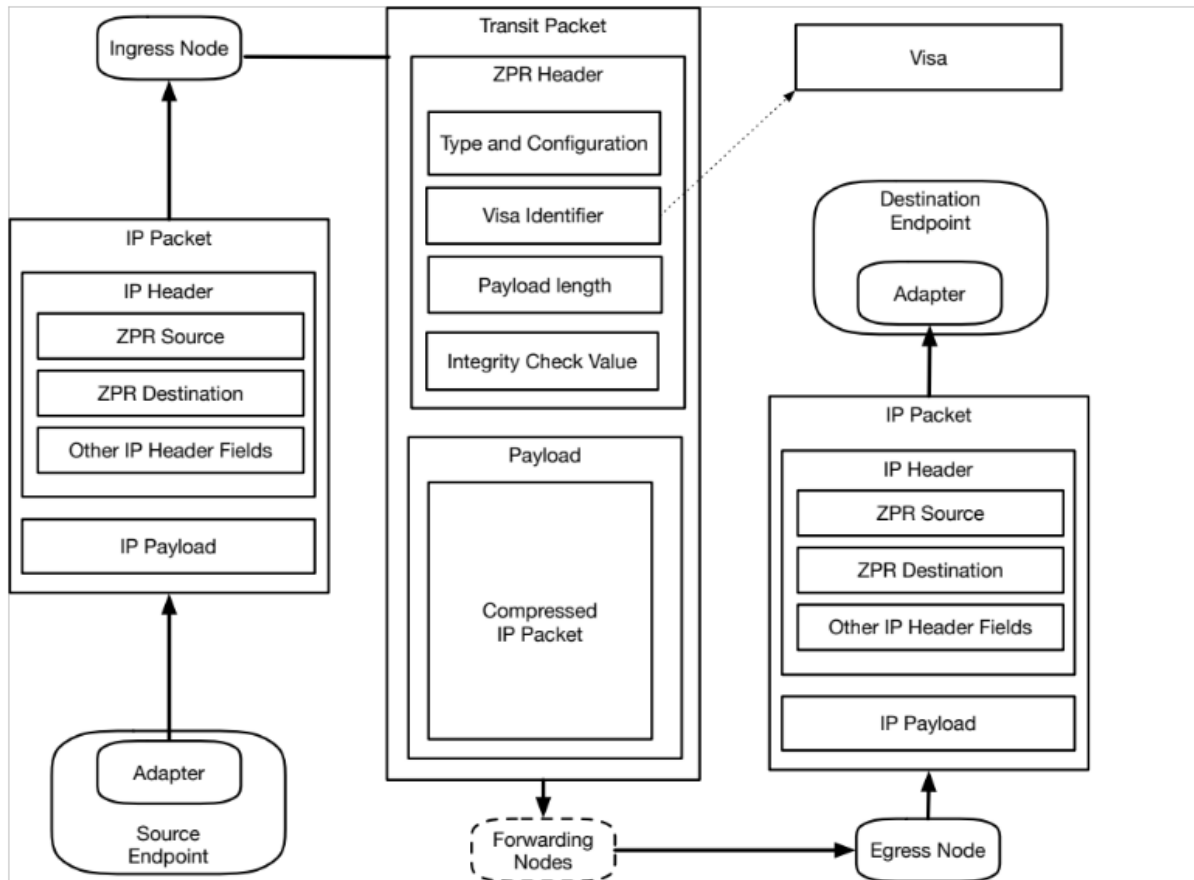 Ingress Node
IP Packet
IP Header
ZPR Source
ZPR Destination
Other IP Header Fields
IP Payload
Adapter
Source
Endpoint
Transit Packet
ZPR Header
Type and Configuration
Visa Identifier
Payload length
Integrity Check Value
Payload
Compressed
IP Packet
Forwarding
Nodes
Visa
Destination
Endpoint
Adapter
IP Packet
IP Header
ZPR Source
ZPR Destination
Other IP Header Fields
IP Payload
Egress Node